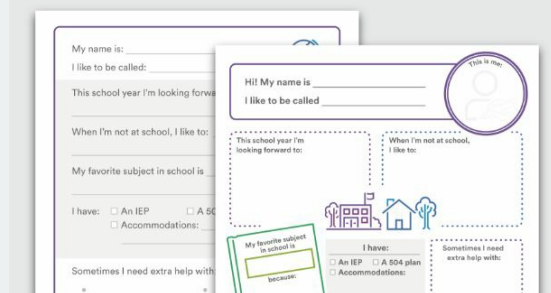 My name is:
I like to be called:
This school year I'm looking forwa
When I'm not at school, I like to:
My favorite subject in school is
I have:
An IEP
A 50
Accommodations:
Sometimes I need extra help with:
This is me:
Hi! My name is
I like to be called
This school year I'm
looking forward to:
When I'm not at school,
I like to:
My favorite subject
in school is
because:
I have:
An IEP
A 504 plan
Accommodations:
Sometimes I need
extra help with: